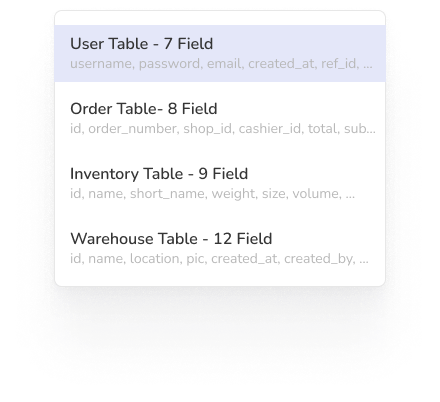 User Table - 7 Field
username, password, email, created_at, ref_id, ...
Order Table- 8 Field
id, order_number, shop_id, cashier_id, total, sub...
Inventory Table - 9 Field
id, name, short_name, weight, size, volume, ...
Warehouse Table - 12 Field
id, name, location, pic, created_at, created_by, ...